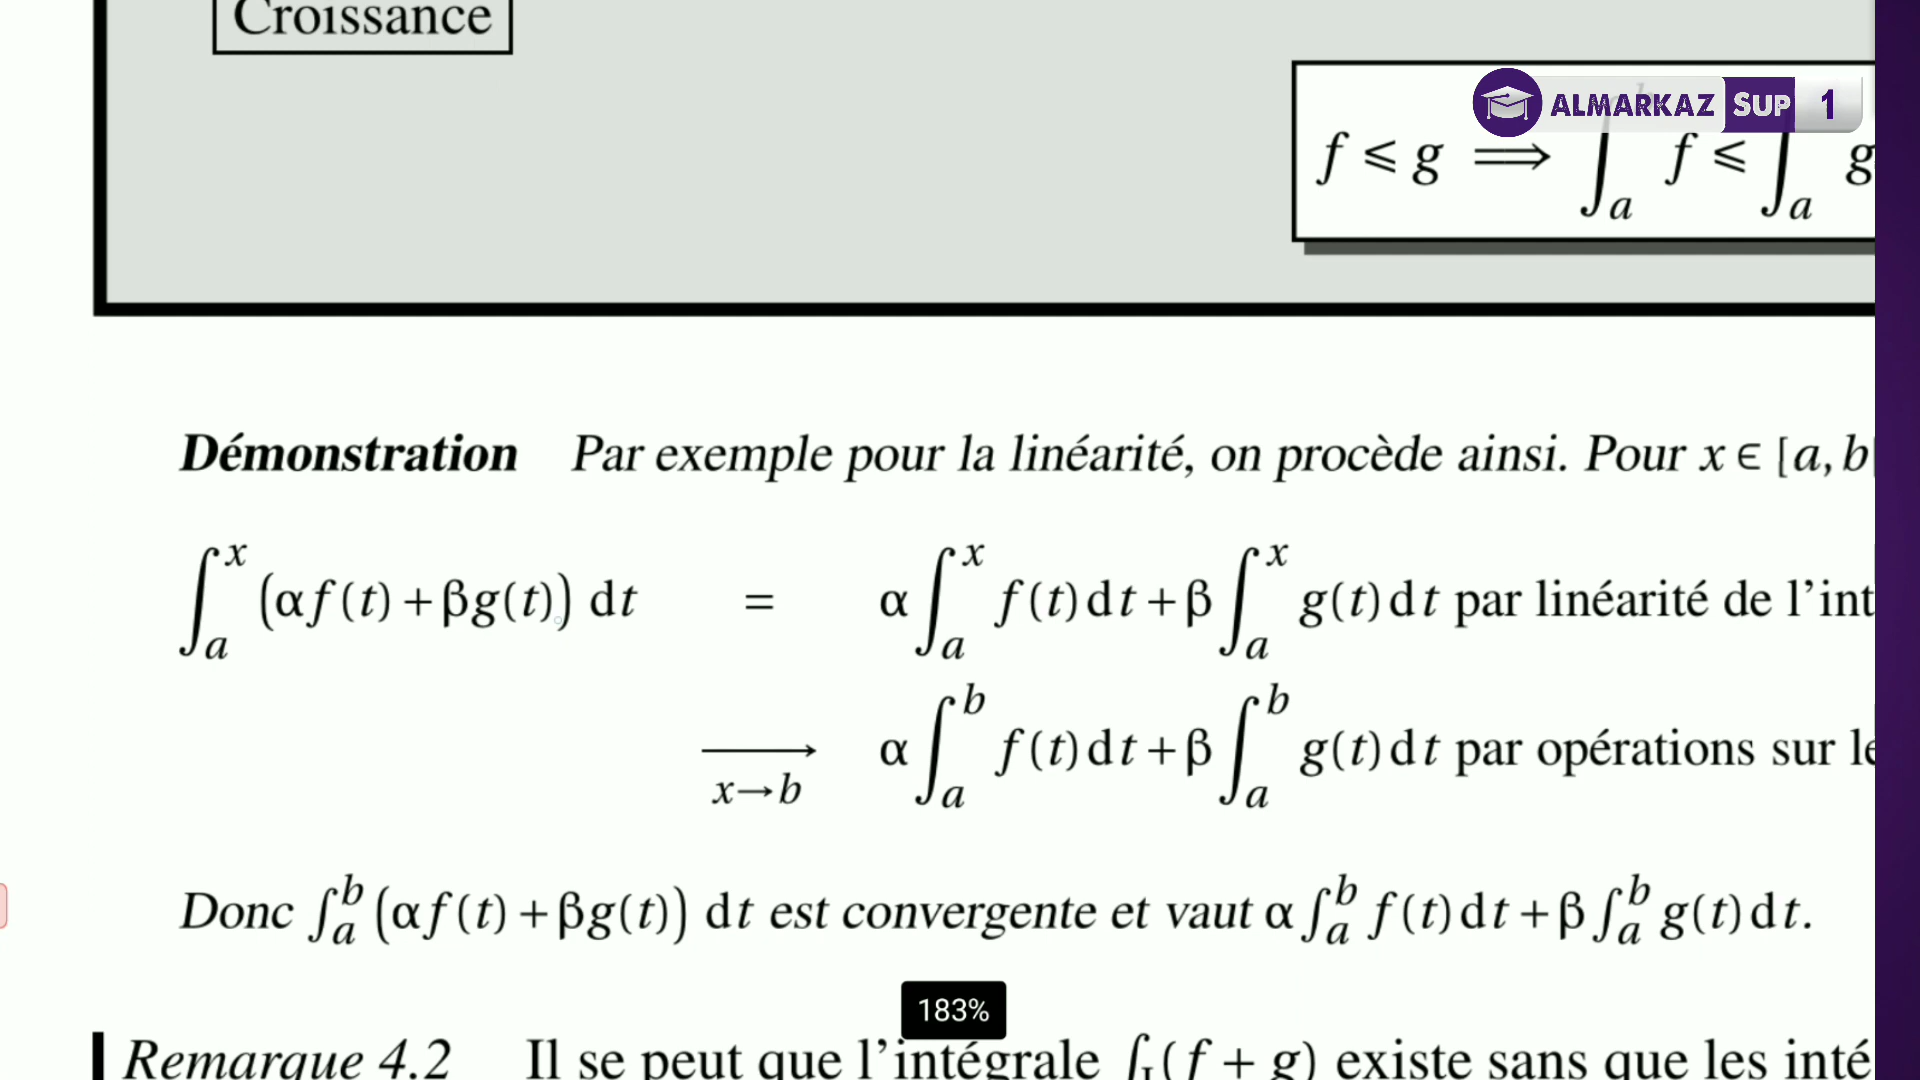 Croissance
ALMARKAZ SUP 1
f ⩽ g ⟹ ∫_a f ⩽ ∫_a g
Démonstration Par exemple pour la linéarité, on procède ainsi. Pour x ∈ [a, b[
∫_a^x (αf(t) + βg(t)) dt = α ∫_a^x f(t) dt + β ∫_a^x g(t) dt par linéarité de l'int
⟶_{x→b} α ∫_a^b f(t) dt + β ∫_a^b g(t) dt par opérations sur le
Donc ∫_a^b (αf(t) + βg(t)) dt est convergente et vaut α ∫_a^b f(t) dt + β ∫_a^b g(t) dt.
183%
Remarque 4.2 Il se peut que l'intégrale ∫_I (f + g) existe sans que les inté